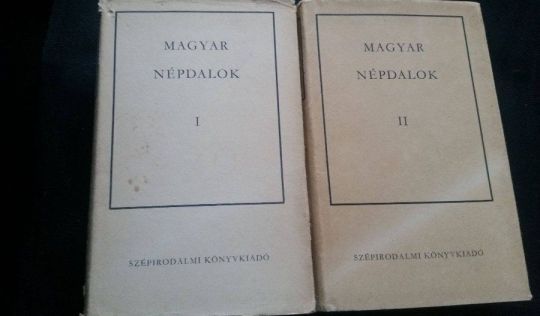 MAGYAR
NÉPDALOK
I
SZÉPIRODALMI KÖNYVKIADÓ
MAGYAR
NÉPDALOK
II
SZÉPIRODALMI KÖNYVKIADÓ